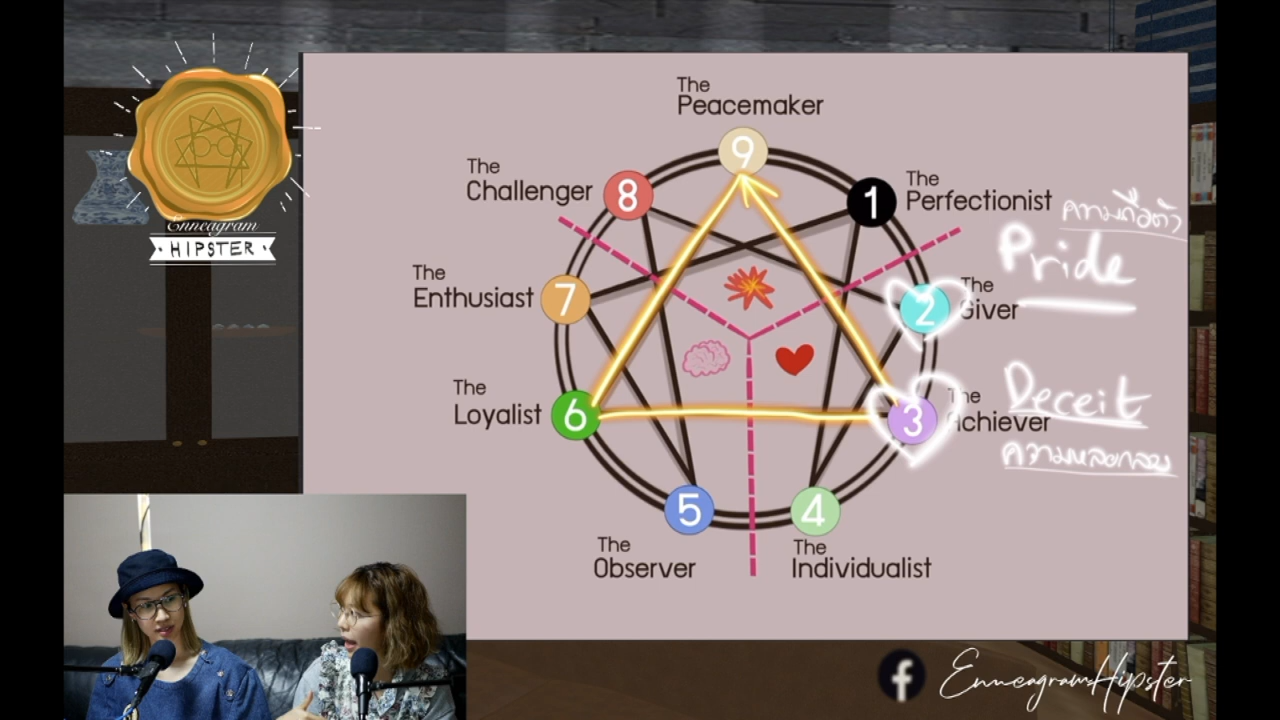 Enneagram
HIPSTER
The
Peacemaker
9
The
Challenger
8
1
The
Perfectionist
ความถือตัว
Pride
The
Enthusiast
7
2
The
Giver
The
Loyalist
6
3
The
Achiever
Deceit
ความหลอกลวง
5
4
The
Observer
The
Individualist
f
EnneagramHipster